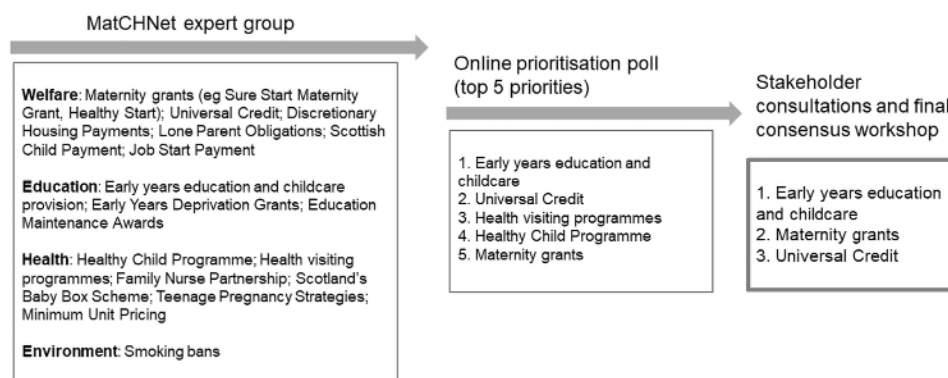 MatCHNet expert group
Welfare: Maternity grants (eg Sure Start Maternity
Grant, Healthy Start); Universal Credit; Discretionary
Housing Payments; Lone Parent Obligations; Scottish
Child Payment; Job Start Payment
Education: Early years education and childcare
provision; Early Years Deprivation Grants; Education
Maintenance Awards
Health: Healthy Child Programme; Health visiting
programmes; Family Nurse Partnership; Scotland's
Baby Box Scheme; Teenage Pregnancy Strategies;
Minimum Unit Pricing
Environment: Smoking bans
Online prioritisation poll
(top 5 priorities)
1. Early years education and
childcare
2. Universal Credit
3. Health visiting programmes
4. Healthy Child Programme
5. Maternity grants
Stakeholder
consultations and final
consensus workshop
1. Early years education
and childcare
2. Maternity grants
3. Universal Credit